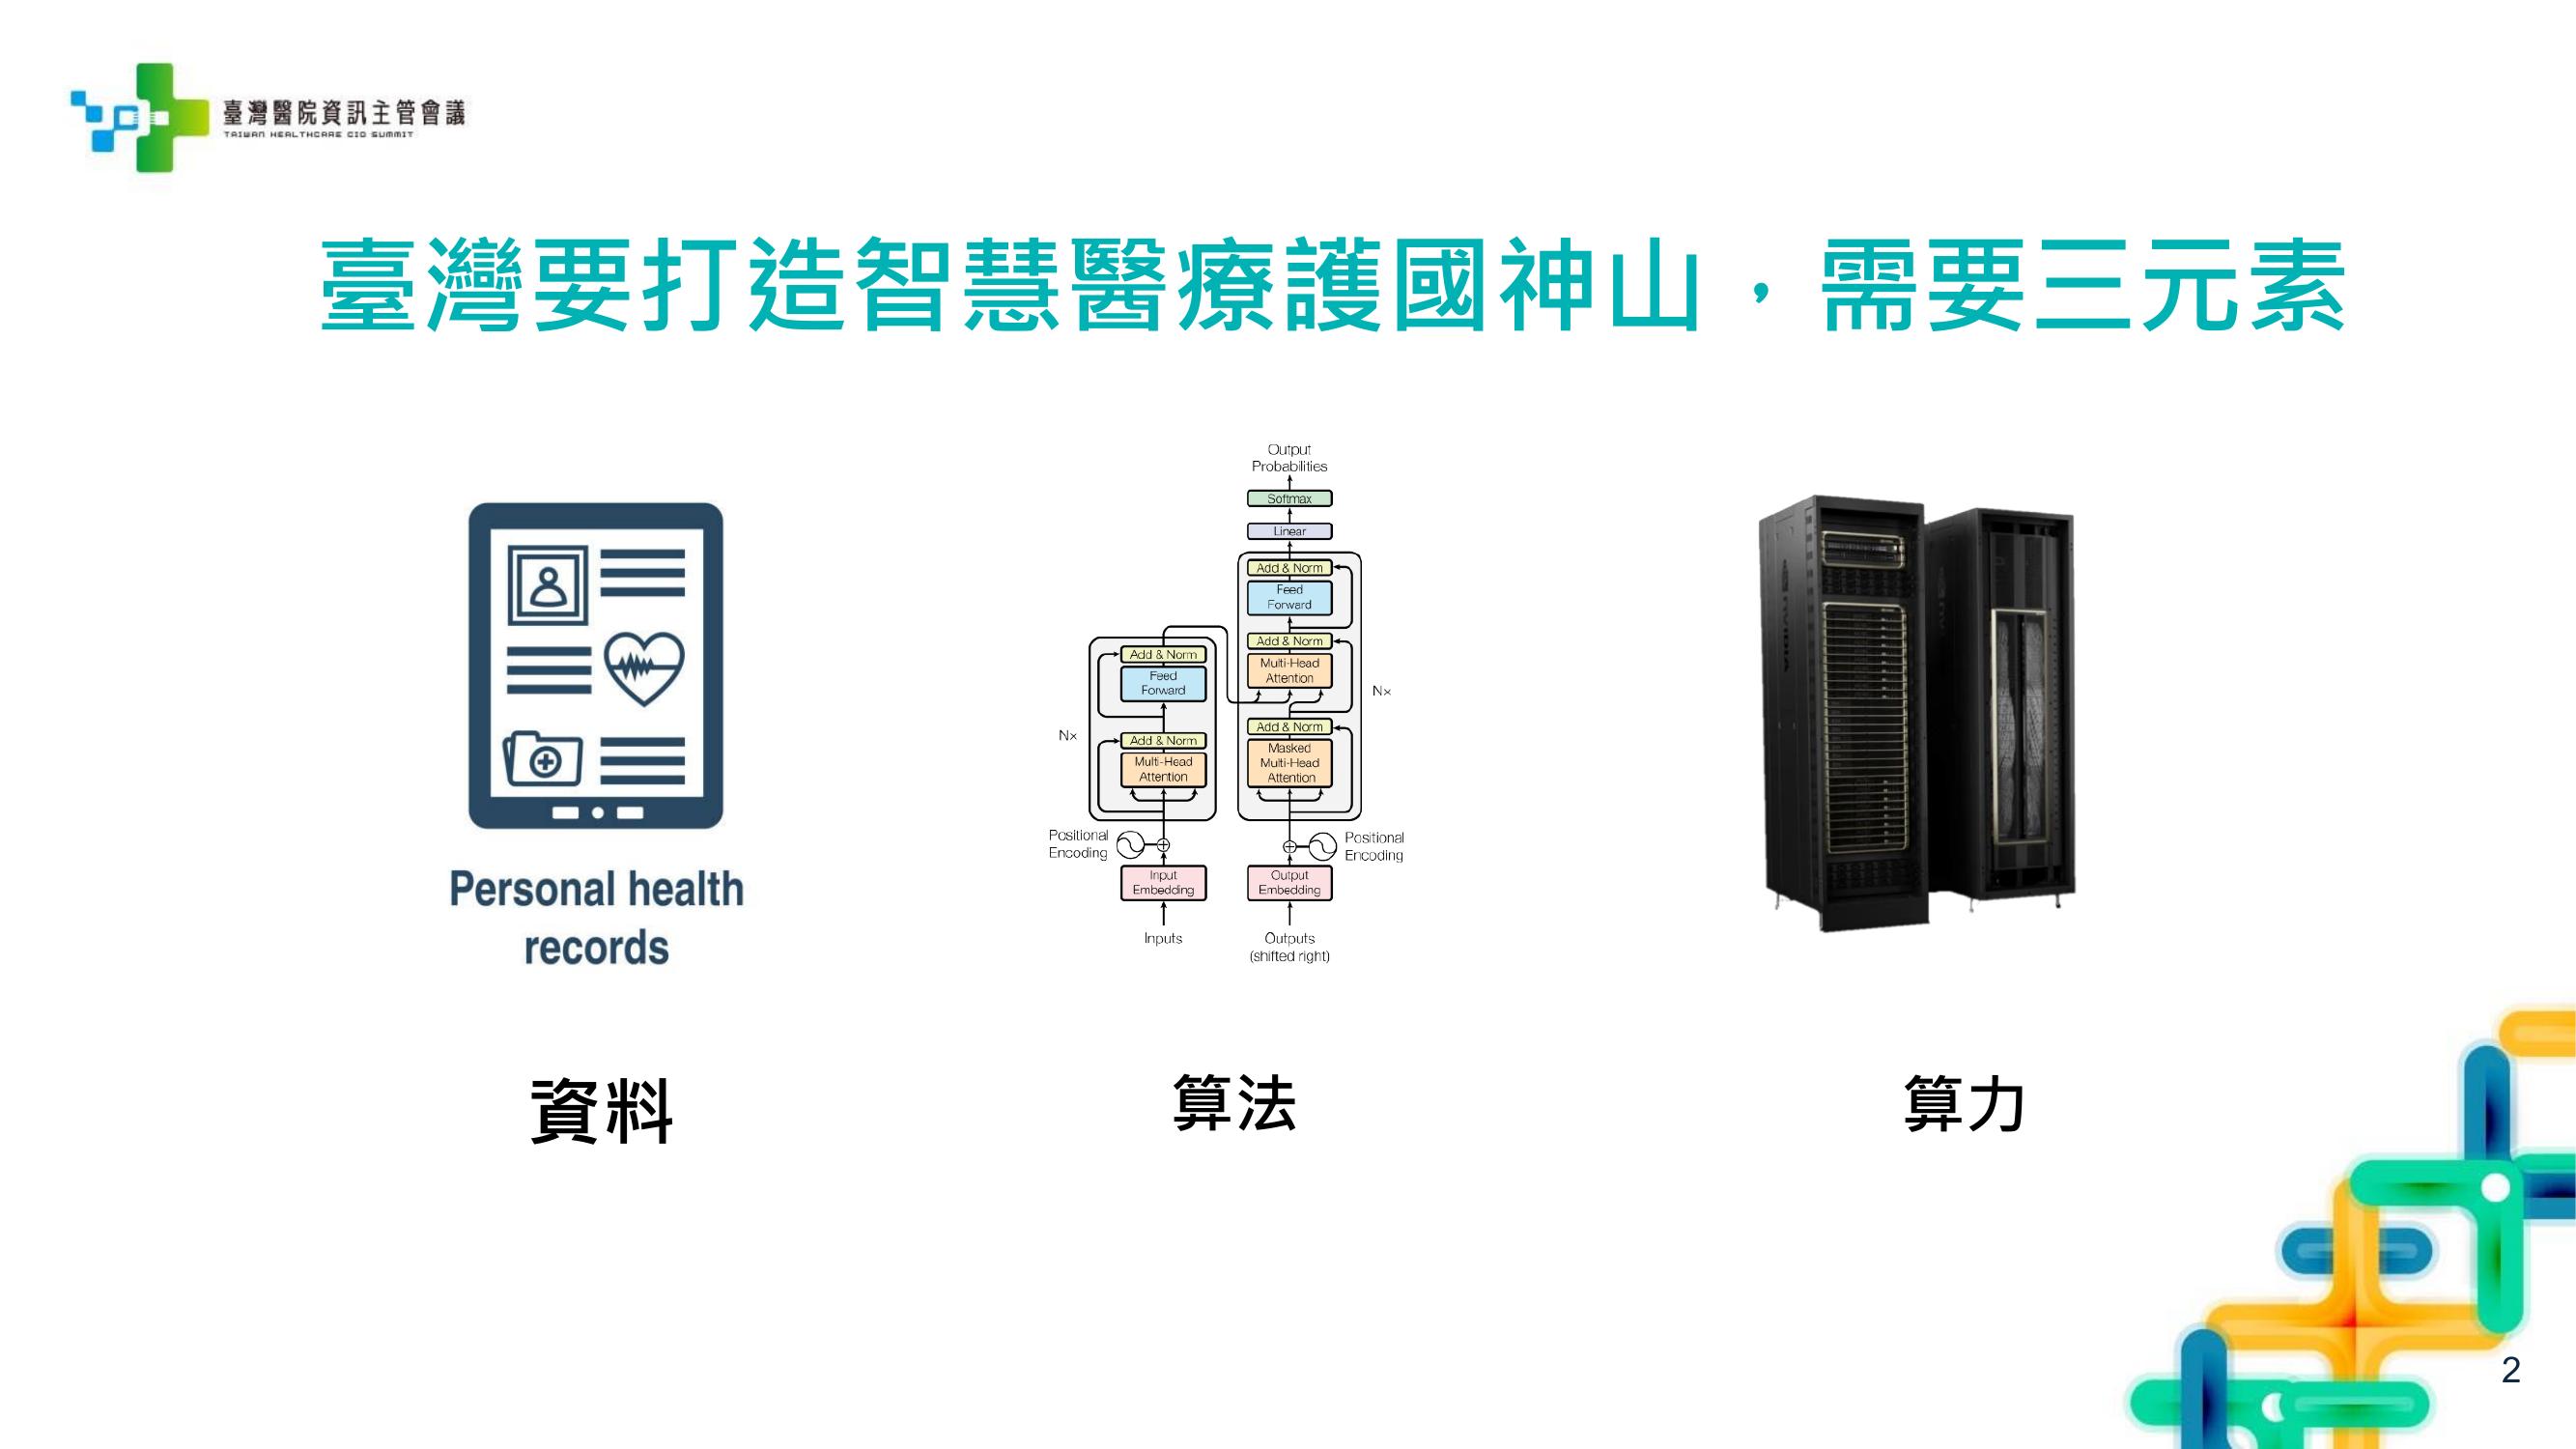 臺灣醫院資訊主管會議
TAIWAN HEALTHCARE CIO SUMMIT
臺灣要打造智慧醫療護國神山，需要三元素
Personal health
records
資料
Output
Probabilities
Softmax
Linear
Add & Norm
Feed
Forward
Add & Norm
Multi-Head
Attention
Nx
Add & Norm
Masked
Multi-Head
Attention
Add & Norm
Feed
Forward
Nx
Add & Norm
Multi-Head
Attention
Positional
Encoding
Positional
Encoding
Input
Embedding
Output
Embedding
Inputs
Outputs
(shifted right)
算法
NVIDIA
算力
2